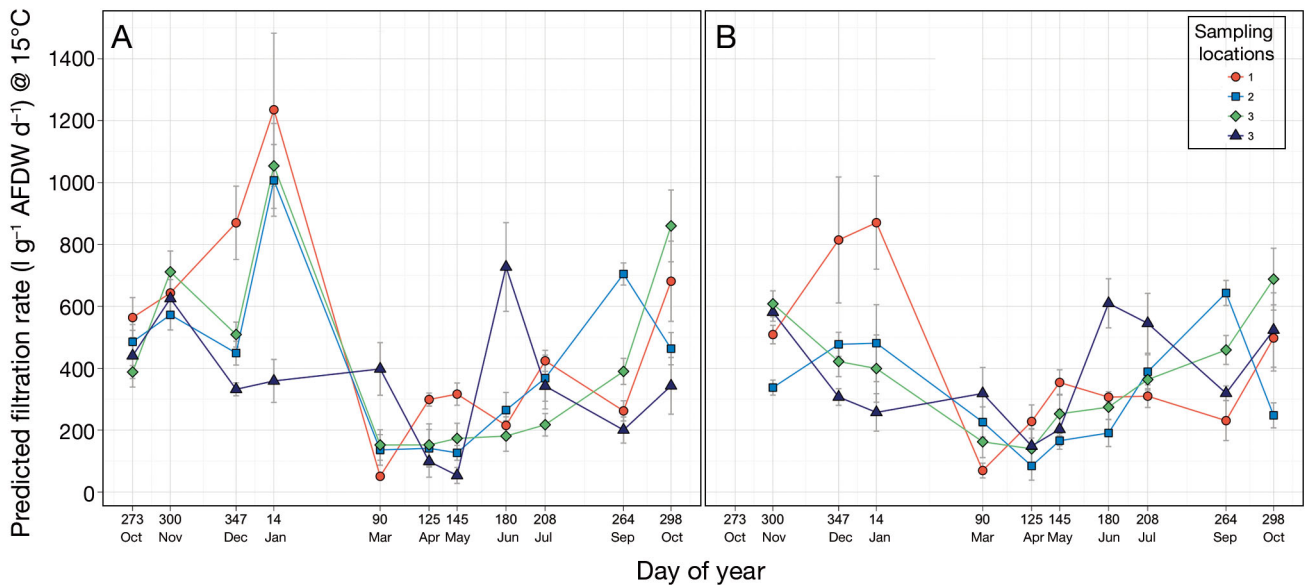 A
B
Sampling
locations
1
2
3
3
Predicted filtration rate (l g⁻¹ AFDW d⁻¹) @ 15°C
1400
1200
1000
800
600
400
200
0
273 300 347 14 90 125 145 180 208 264 298
Oct Nov Dec Jan Mar Apr May Jun Jul Sep Oct
273 300 347 14 90 125 145 180 208 264 298
Oct Nov Dec Jan Mar Apr May Jun Jul Sep Oct
Day of year